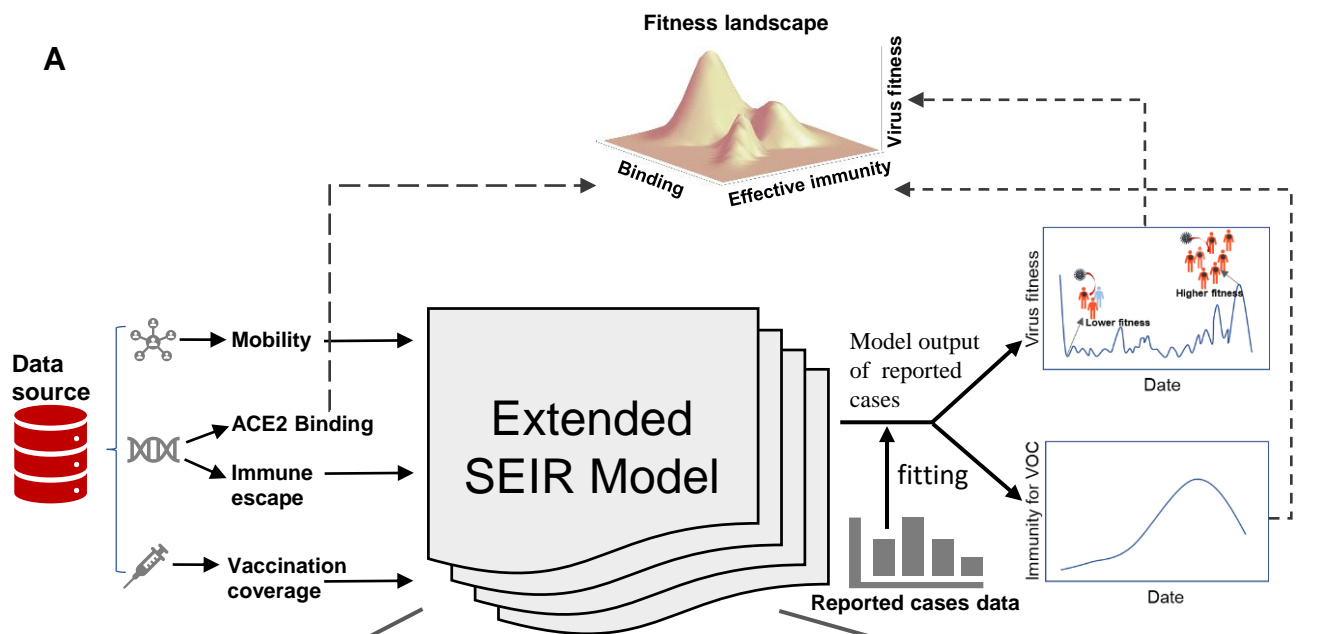 A
Fitness landscape
Virus fitness
Binding
Effective immunity
Data
source
Mobility
ACE2 Binding
Immune
escape
Vaccination
coverage
Extended
SEIR Model
Model output
of reported
cases
fitting
Reported cases data
Virus fitness
Higher fitness
Lower fitness
Date
Immunity for VOC
Date